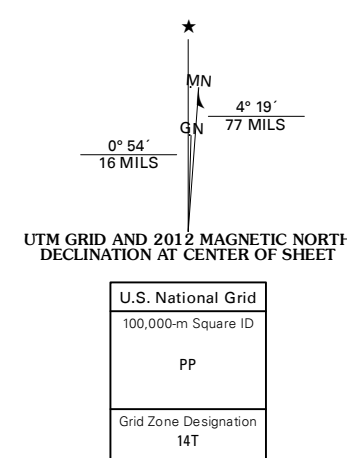 ★
MN
4° 19´
77 MILS
GN
0° 54´
16 MILS
UTM GRID AND 2012 MAGNETIC NORTH
DECLINATION AT CENTER OF SHEET
U.S. National Grid
100,000-m Square ID
PP
Grid Zone Designation
14T